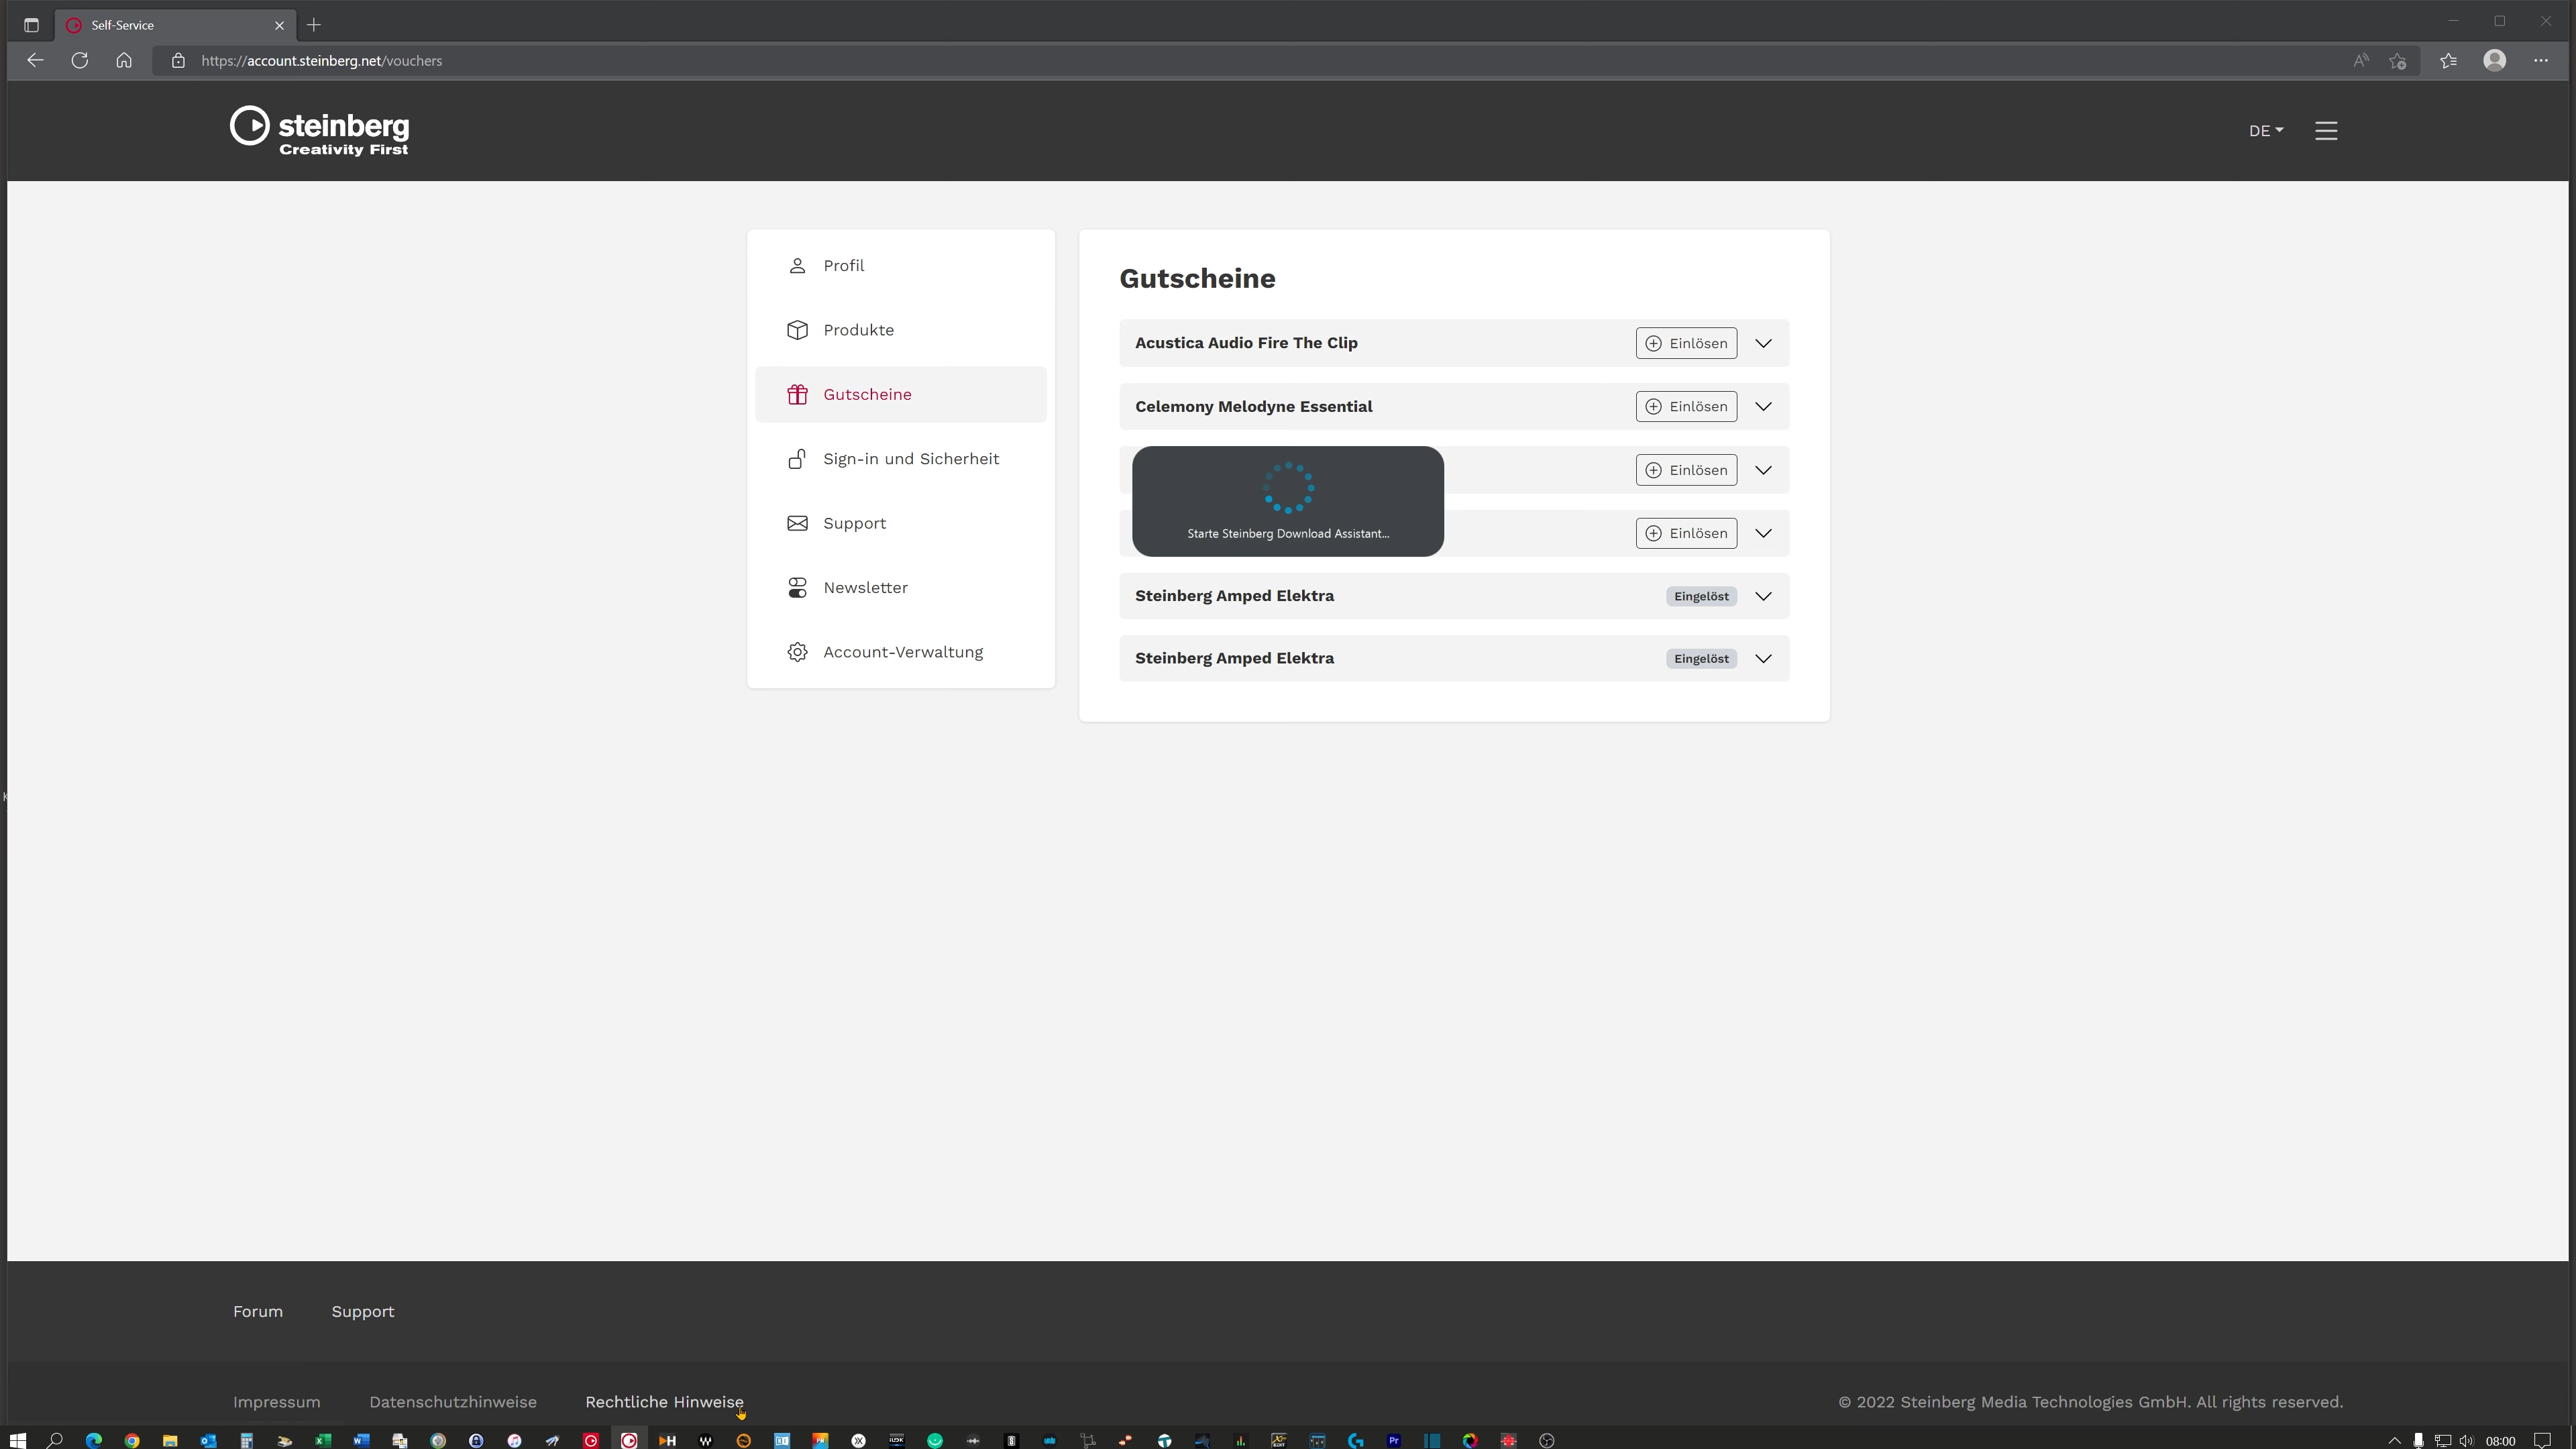 Self-Service
https://account.steinberg.net/vouchers
steinberg
Creativity First
DE
Profil
Produkte
Gutscheine
Sign-in und Sicherheit
Support
Newsletter
Account-Verwaltung
Gutscheine
Acustica Audio Fire The Clip
Einlösen
Celemony Melodyne Essential
Einlösen
Einlösen
Starte Steinberg Download Assistant...
Einlösen
Steinberg Amped Elektra
Eingelöst
Steinberg Amped Elektra
Eingelöst
Forum
Support
Impressum
Datenschutzhinweise
Rechtliche Hinweise
© 2022 Steinberg Media Technologies GmbH. All rights reserved.
08:00